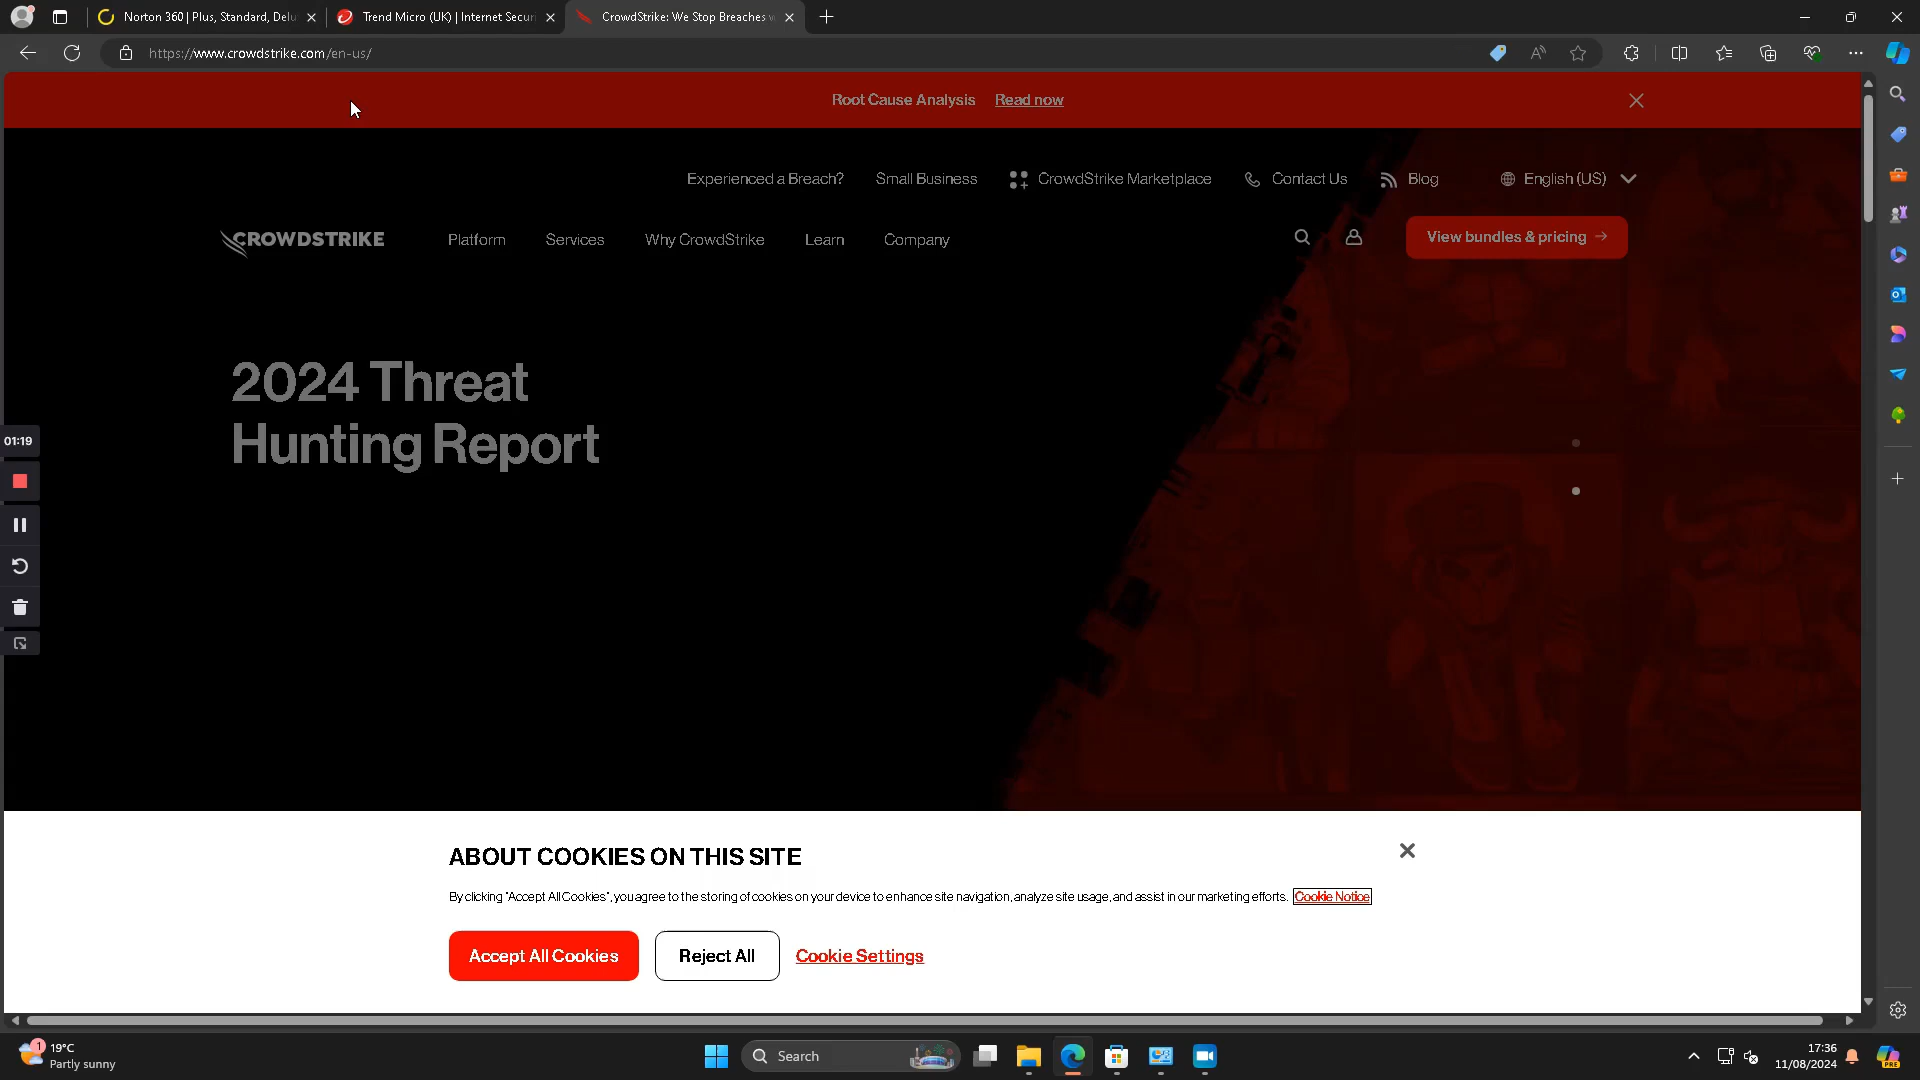 Norton 360 | Plus, Standard, Delu
Trend Micro (UK) | Internet Secur
CrowdStrike: We Stop Breaches w
https://www.crowdstrike.com/en-us/
Root Cause Analysis Read now
Experienced a Breach? Small Business CrowdStrike Marketplace Contact Us Blog English (US)
CROWDSTRIKE Platform Services Why CrowdStrike Learn Company View bundles & pricing →
2024 Threat
Hunting Report
01:19
ABOUT COOKIES ON THIS SITE
By clicking "Accept All Cookies", you agree to the storing of cookies on your device to enhance site navigation, analyze site usage, and assist in our marketing efforts. Cookie Notice
Accept All Cookies Reject All Cookie Settings
1 19°C
Partly sunny
Search
17:36
11/08/2024
PRE